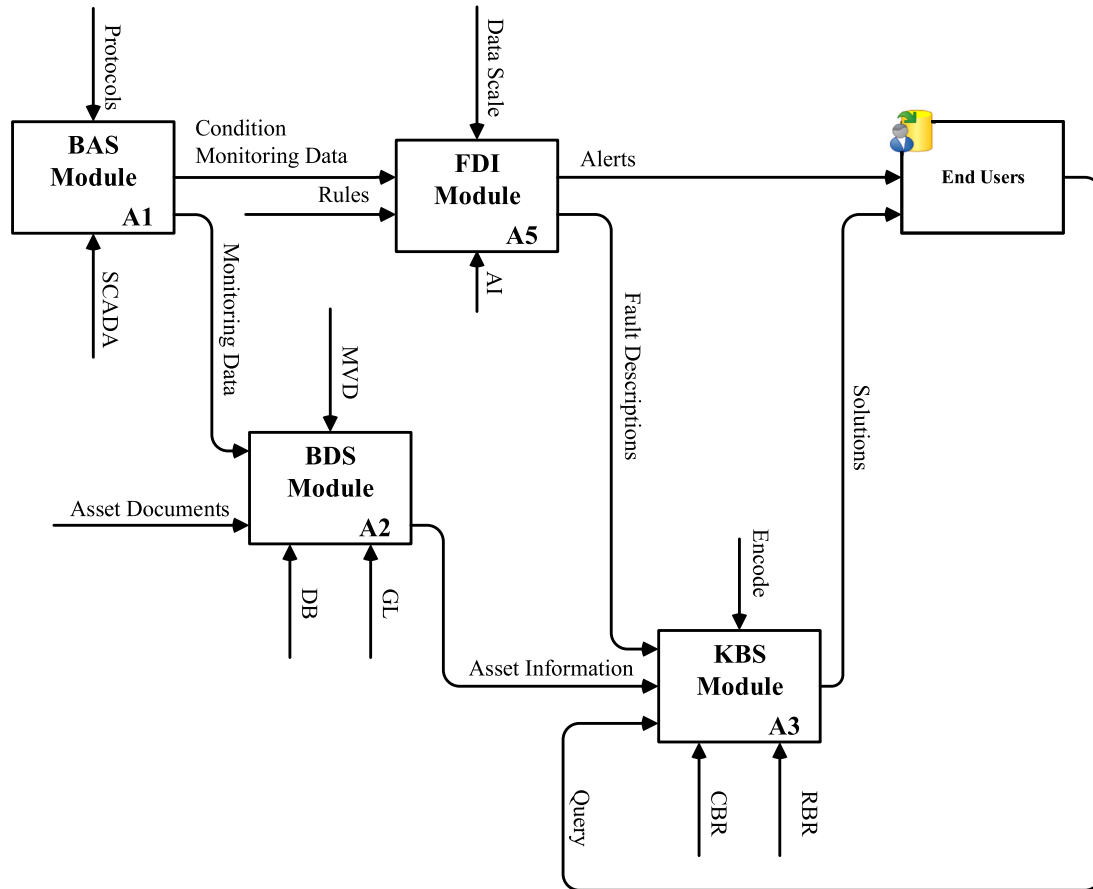 Protocols
Data Scale
BAS
Module
A1
Condition
Monitoring Data
Rules
FDI
Module
A5
Alerts
End Users
SCADA
Monitoring Data
AI
MVD
Fault Descriptions
Solutions
BDS
Module
A2
Asset Documents
DB
GL
Encode
Asset Information
KBS
Module
A3
Query
CBR
RBR